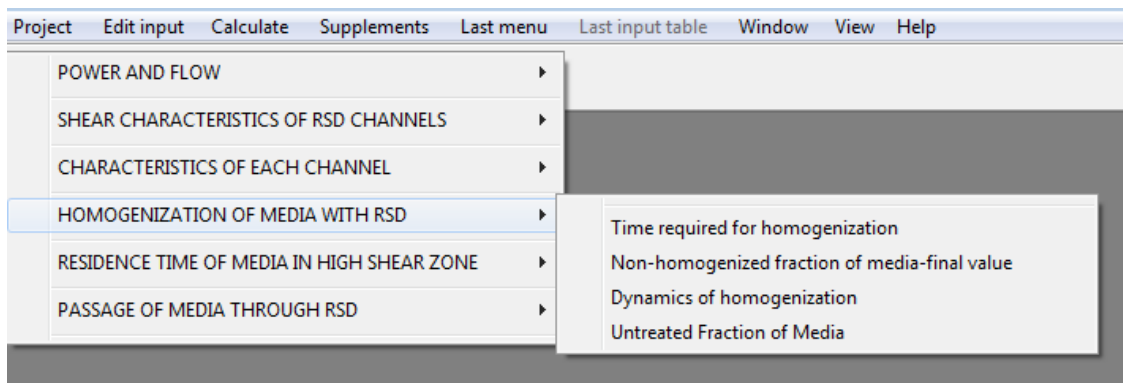 Project Edit input Calculate Supplements Last menu Last input table Window View Help
POWER AND FLOW
SHEAR CHARACTERISTICS OF RSD CHANNELS
CHARACTERISTICS OF EACH CHANNEL
HOMOGENIZATION OF MEDIA WITH RSD
RESIDENCE TIME OF MEDIA IN HIGH SHEAR ZONE
PASSAGE OF MEDIA THROUGH RSD
Time required for homogenization
Non-homogenized fraction of media-final value
Dynamics of homogenization
Untreated Fraction of Media